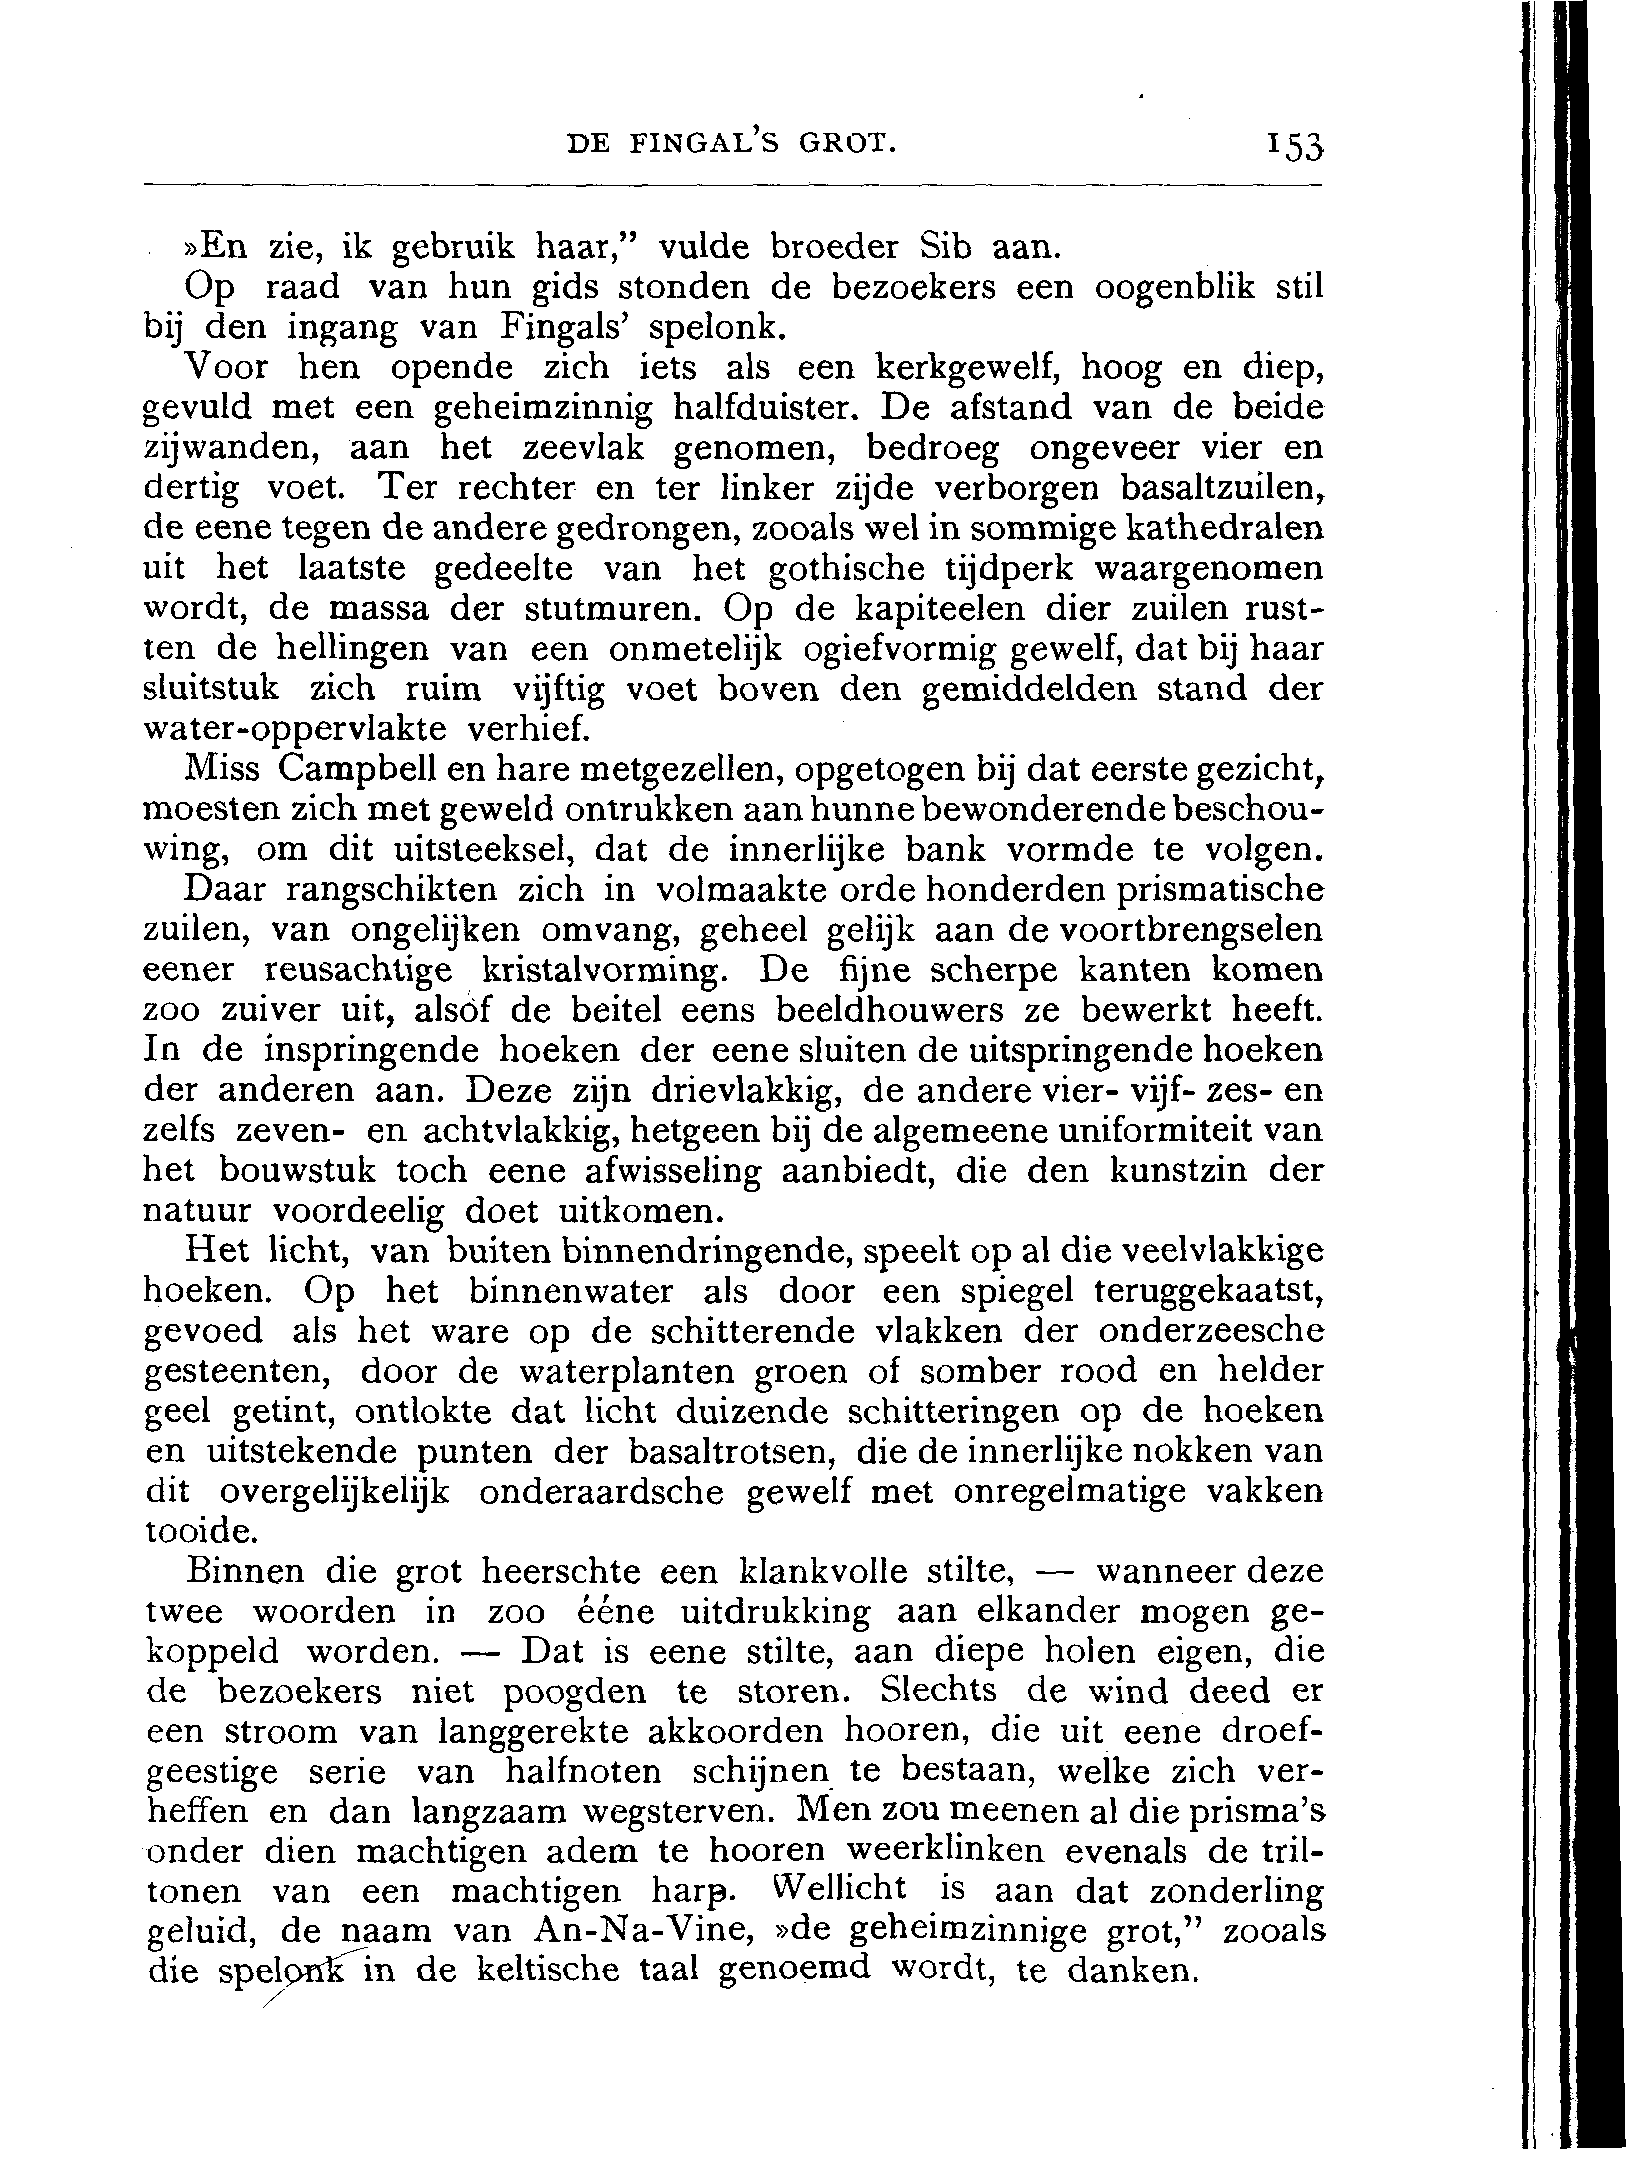 DE FINGAL'S GROT. 153
»En zie, ik gebruik haar,” vulde broeder Sib aan.
Op raad van hun gids stonden de bezoekers een oogenblik stil
bij den ingang van Fingals’ spelonk.
Voor hen opende zich iets als een kerkgewelf, hoog en diep,
gevuld met een geheimzinnig halfduister. De afstand van de beide
zijwanden, aan het zeevlak genomen, bedroeg ongeveer vier en
dertig voet. Ter rechter en ter linker zijde verborgen basaltzuilen,
de eene tegen de andere gedrongen, zooals wel in sommige kathedralen
uit het laatste gedeelte van het gothische tijdperk waargenomen
wordt, de massa der stutmuren. Op de kapiteelen dier zuilen rust-
ten de hellingen van een onmetelijk ogiefvormig gewelf, dat bij haar
sluitstuk zich ruim vijftig voet boven den gemiddelden stand der
water-oppervlakte verhief.
Miss Campbell en hare metgezellen, opgetogen bij dat eerste gezicht,
moesten zich met geweld ontrukken aan hunne bewonderende beschou-
wing, om dit uitsteeksel, dat de innerlijke bank vormde te volgen.
Daar rangschikten zich in volmaakte orde honderden prismatische
zuilen, van ongelijken omvang, geheel gelijk aan de voortbrengselen
eener reusachtige kristalvorming. De fijne scherpe kanten komen
zoo zuiver uit, alsóf de beitel eens beeldhouwers ze bewerkt heeft.
In de inspringende hoeken der eene sluiten de uitspringende hoeken
der anderen aan. Deze zijn drievlakkig, de andere vier- vijf- zes- en
zelfs zeven- en achtvlakkig, hetgeen bij de algemeene uniformiteit van
het bouwstuk toch eene afwisseling aanbiedt, die den kunstzin der
natuur voordeelig doet uitkomen.
Het licht, van buiten binnendringende, speelt op al die veelvlakkige
hoeken. Op het binnenwater als door een spiegel teruggekaatst,
gevoed als het ware op de schitterende vlakken der onderzeesche
gesteenten, door de waterplanten groen of somber rood en helder
geel getint, ontlokte dat licht duizende schitteringen op de hoeken
en uitstekende punten der basaltrotsen, die de innerlijke nokken van
dit overgelijkelijk onderaardsche gewelf met onregelmatige vakken
tooide.
Binnen die grot heerschte een klankvolle stilte, — wanneer deze
twee woorden in zoo ééne uitdrukking aan elkander mogen ge-
koppeld worden. — Dat is eene stilte, aan diepe holen eigen, die
de bezoekers niet poogden te storen. Slechts de wind deed er
een stroom van langgerekte akkoorden hooren, die uit eene droef-
geestige serie van halfnoten schijnen te bestaan, welke zich ver-
heffen en dan langzaam wegsterven. Men zou meenen al die prisma’s
onder dien machtigen adem te hooren weerklinken evenals de tril-
tonen van een machtigen harp. Wellicht is aan dat zonderling
geluid, de naam van An-Na-Vine, »de geheimzinnige grot,” zooals
die spelonk in de keltische taal genoemd wordt, te danken.